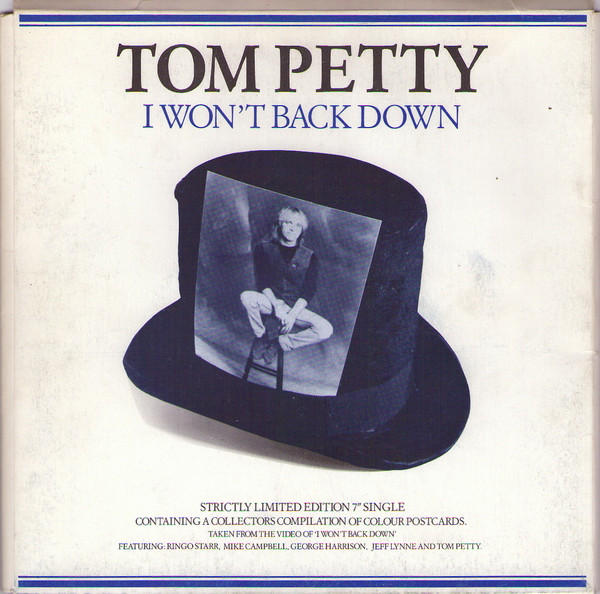 TOM PETTY
I WON'T BACK DOWN
STRICTLY LIMITED EDITION 7" SINGLE
CONTAINING A COLLECTORS COMPILATION OF COLOUR POSTCARDS.
TAKEN FROM THE VIDEO OF 'I WON'T BACK DOWN'
FEATURING: RINGO STARR, MIKE CAMPBELL, GEORGE HARRISON, JEFF LYNNE AND TOM PETTY.